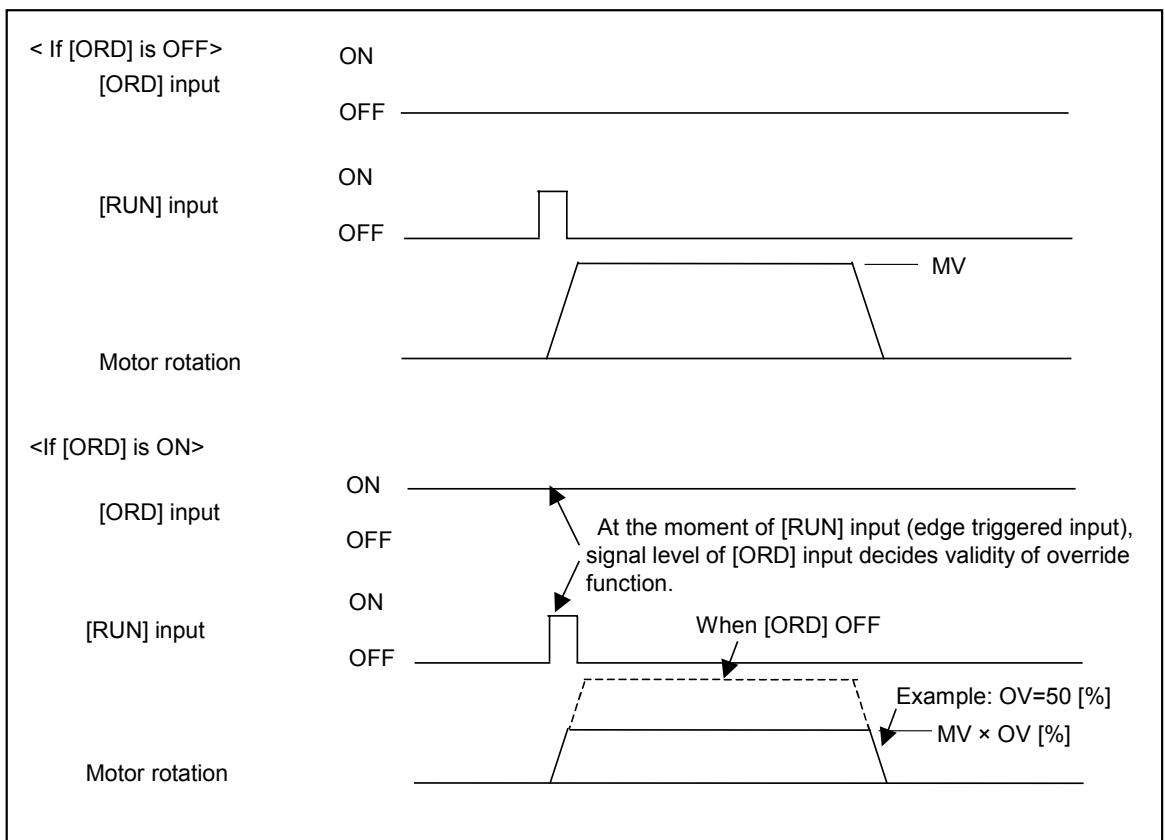 < If [ORD] is OFF>
ON
[ORD] input
OFF
ON
[RUN] input
OFF
MV
Motor rotation
<If [ORD] is ON>
ON
[ORD] input
OFF
At the moment of [RUN] input (edge triggered input),
signal level of [ORD] input decides validity of override
function.
ON
[RUN] input
When [ORD] OFF
OFF
Example: OV=50 [%]
MV × OV [%]
Motor rotation